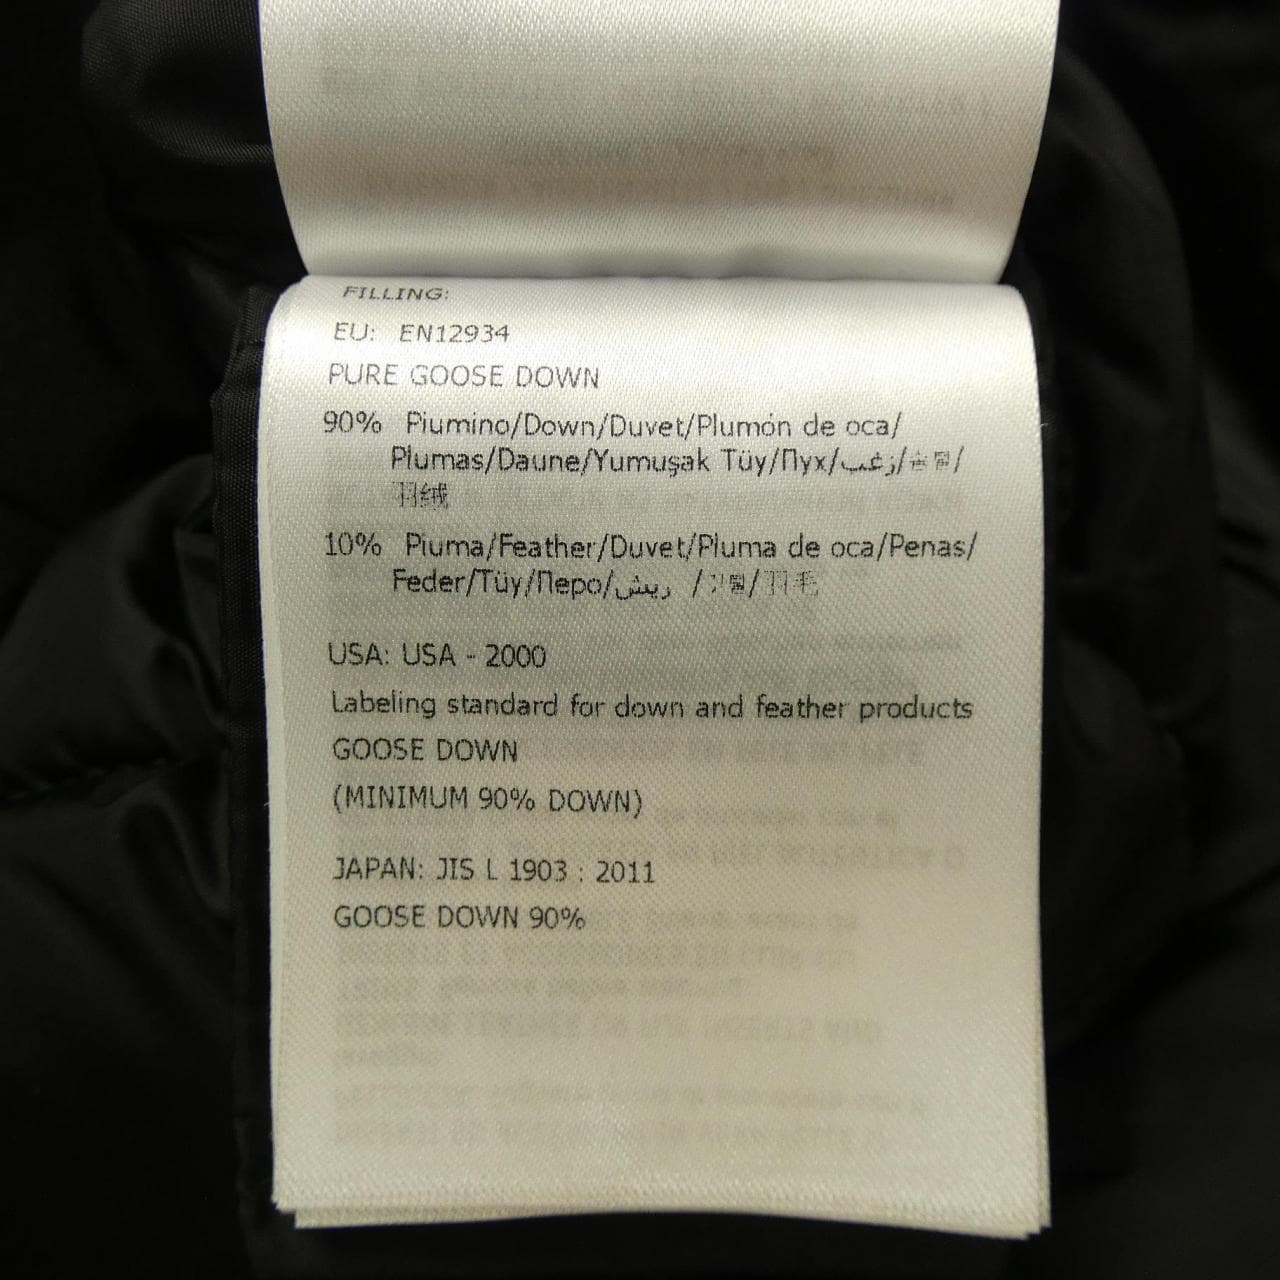 FILLING:
EU: EN12934
PURE GOOSE DOWN
90% Piumino/Down/Duvet/Plumón de oca/
Plumas/Daune/Yumuşak Tüy/Пух/زغب/솜털/
羽绒
10% Piuma/Feather/Duvet/Pluma de oca/Penas/
Feder/Tüy/Перо/ريش /깃털/羽毛
USA: USA - 2000
Labeling standard for down and feather products
GOOSE DOWN
(MINIMUM 90% DOWN)
JAPAN: JIS L 1903 : 2011
GOOSE DOWN 90%